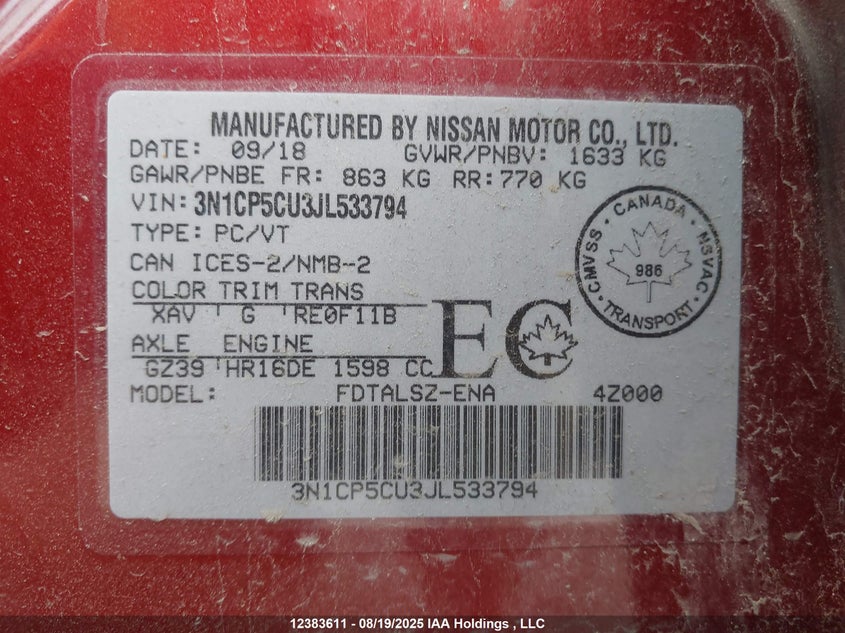 MANUFACTURED BY NISSAN MOTOR CO., LTD.
DATE: 09/18 GVWR/PNBV: 1633 KG
GAWR/PNBE FR: 863 KG RR: 770 KG
VIN: 3N1CP5CU3JL533794
TYPE: PC/VT
CAN ICES-2/NMB-2
COLOR TRIM TRANS
XAV G RE0F11B
AXLE ENGINE
GZ39 HR16DE 1598 CC
EC
CANADA
CMVSS NSVAC
986
TRANSPORT
MODEL: FDTALSZ-ENA 4Z000
3N1CP5CU3JL533794
12383611 - 08/19/2025 IAA Holdings , LLC